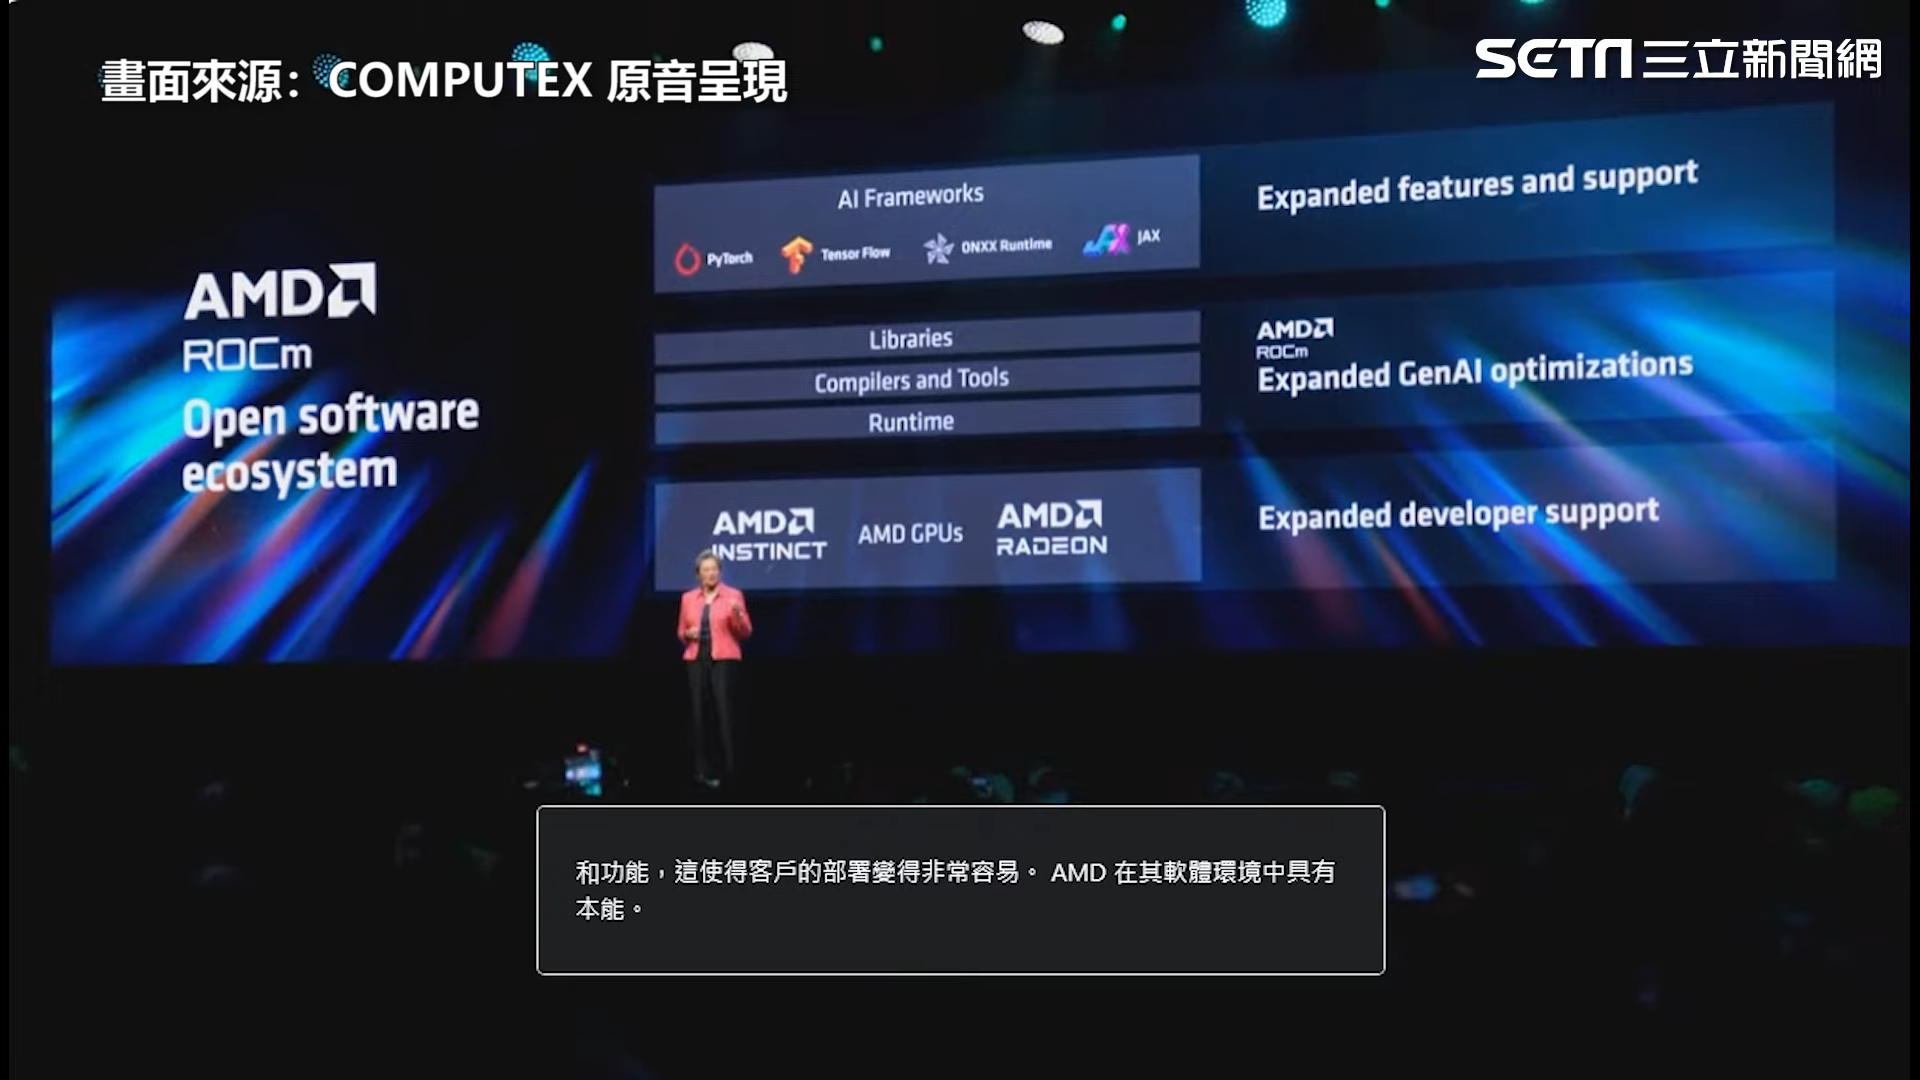 畫面來源：COMPUTEX 原音呈現
SETN三立新聞網
AMD
ROCm
Open software
ecosystem
AI Frameworks
PyTorch
Tensor Flow
ONXX Runtime
JAX
Libraries
Compilers and Tools
Runtime
AMD
INSTINCT
AMD GPUs
AMD
RADEON
Expanded features and support
AMD
ROCm
Expanded GenAI optimizations
Expanded developer support
和功能，這使得客戶的部署變得非常容易。 AMD 在其軟體環境中具有
本能。